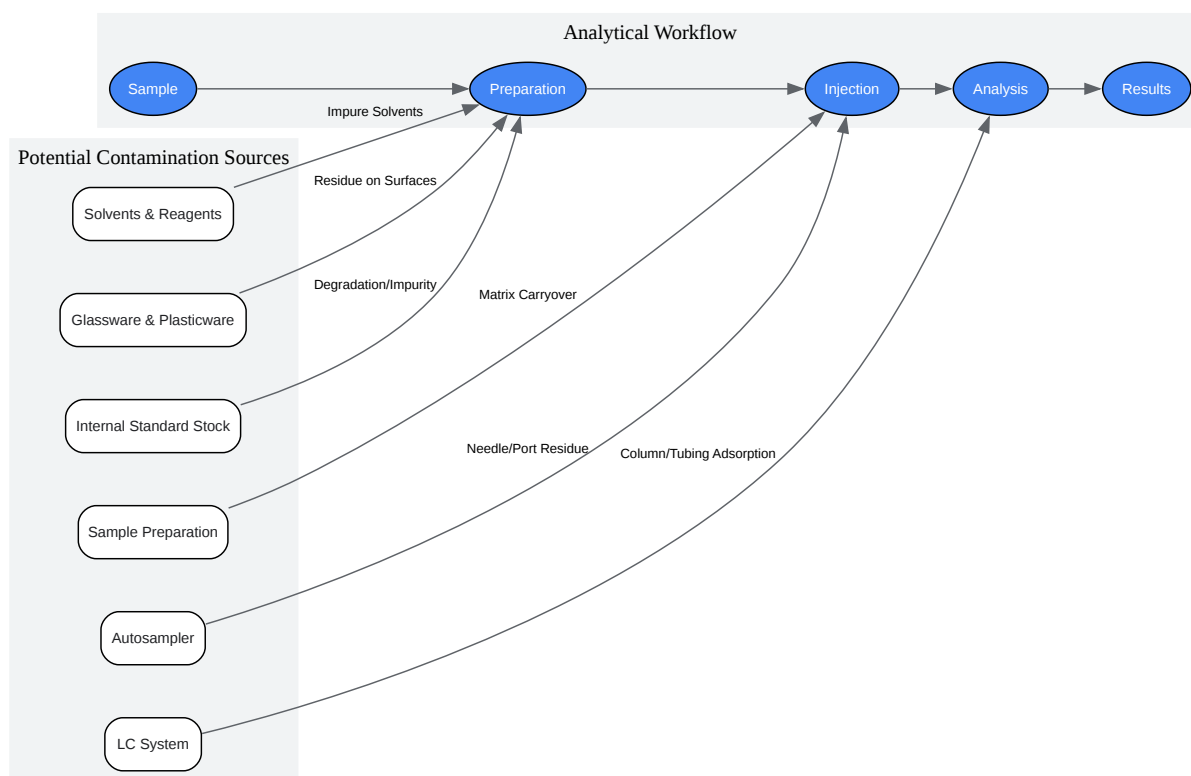 Analytical Workflow
Sample
Preparation
Injection
Analysis
Results
Impure Solvents
Potential Contamination Sources
Residue on Surfaces
Solvents & Reagents
Degradation/Impurity
Matrix Carryover
Glassware & Plasticware
Internal Standard Stock
Needle/Port Residue
Column/Tubing Adsorption
Sample Preparation
Autosampler
LC System